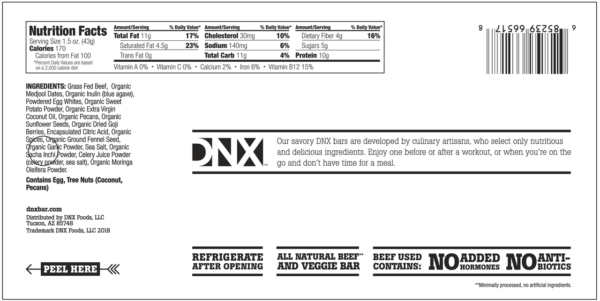 Nutrition Facts
Serving Size 1.5 oz. (43g)
Calories 170
Calories from Fat 100
*Percent Daily Values are based
on a 2,000 calorie diet
Amount/Serving % Daily Value* Amount/Serving % Daily Value* Amount/Serving % Daily Value*
Total Fat 11g 17% Cholesterol 30mg 10% Dietary Fiber 4g 16%
Saturated Fat 4.5g 23% Sodium 140mg 6% Sugars 5g
Trans Fat 0g Total Carb 11g 4% Protein 10g
Vitamin A 0% • Vitamin C 0% • Calcium 2% • Iron 6% • Vitamin B12 15%
8 52539 66517 9
INGREDIENTS: Grass Fed Beef, Organic
Medjool Dates, Organic Inulin (blue agave),
Powdered Egg Whites, Organic Sweet
Potato Powder, Organic Extra Virgin
Coconut Oil, Organic Pecans, Organic
Sunflower Seeds, Organic Dried Goji
Berries, Encapsulated Citric Acid, Organic
Spices, Organic Ground Fennel Seed,
Organic Garlic Powder, Sea Salt, Organic
Sacha Inchi Powder, Celery Juice Powder
(celery powder, sea salt), Organic Moringa
Oleifera Powder.
Contains Egg, Tree Nuts (Coconut,
Pecans)
dnxbar.com
Distributed by DNX Foods, LLC
Tucson, AZ 85748
Trademark DNX Foods, LLC 2018
PEEL HERE
DNX™
Our savory DNX bars are developed by culinary artisans, who select only nutritious
and delicious ingredients. Enjoy one before or after a workout, or when you're on the
go and don't have time for a meal.
REFRIGERATE
AFTER OPENING
ALL NATURAL BEEF**
AND VEGGIE BAR
BEEF USED
CONTAINS:
NO ADDED
HORMONES
NO ANTI-
BIOTICS
**Minimally processed, no artificial ingredients.